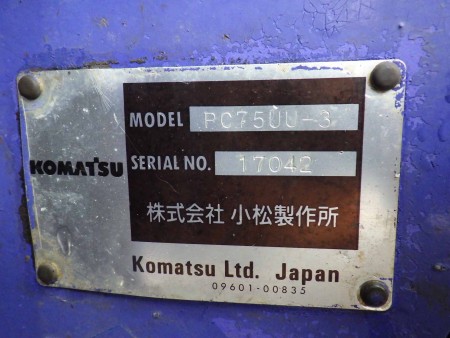 MODEL PC75UU-3
KOMATSU
SERIAL NO. 17042
株式会社 小松製作所
Komatsu Ltd. Japan
09601-00835